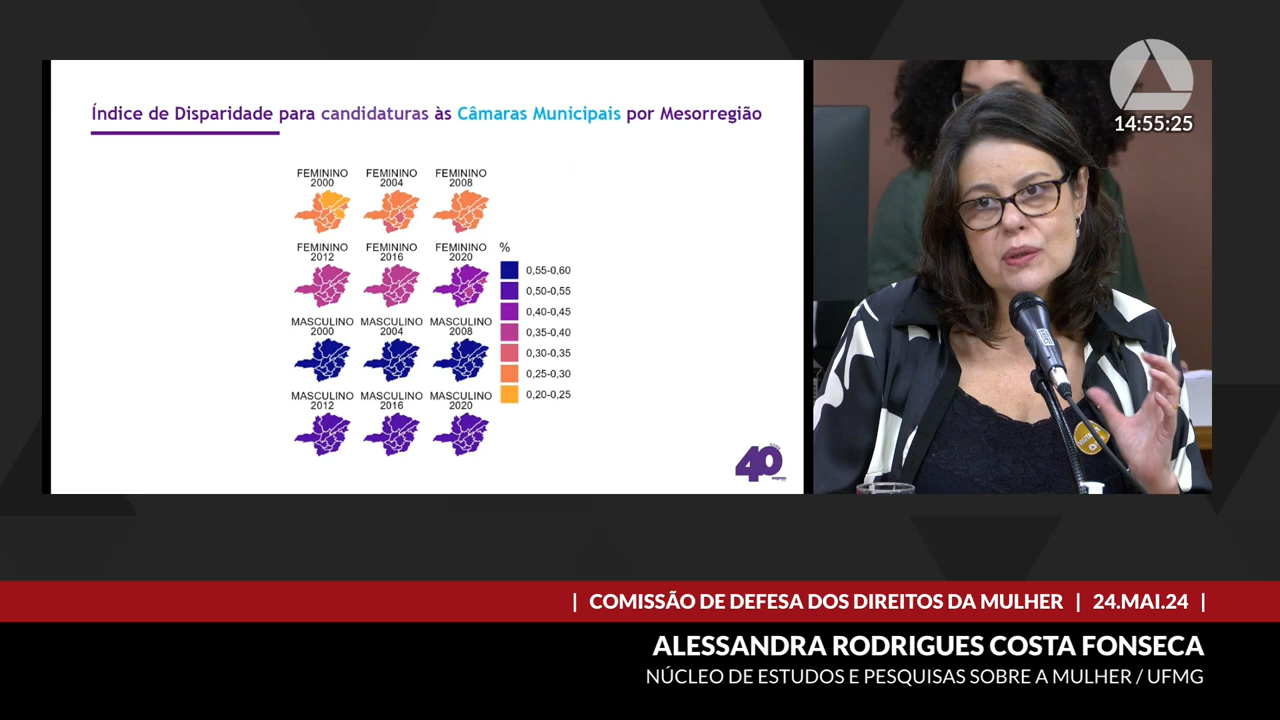 Índice de Disparidade para candidaturas às Câmaras Municipais por Mesorregião
FEMININO 2000
FEMININO 2004
FEMININO 2008
FEMININO 2012
FEMININO 2016
FEMININO 2020
MASCULINO 2000
MASCULINO 2004
MASCULINO 2008
MASCULINO 2012
MASCULINO 2016
MASCULINO 2020
%
0,55-0,60
0,50-0,55
0,40-0,45
0,35-0,40
0,30-0,35
0,25-0,30
0,20-0,25
40
14:55:25
| COMISSÃO DE DEFESA DOS DIREITOS DA MULHER | 24.MAI.24 |
ALESSANDRA RODRIGUES COSTA FONSECA
NÚCLEO DE ESTUDOS E PESQUISAS SOBRE A MULHER / UFMG